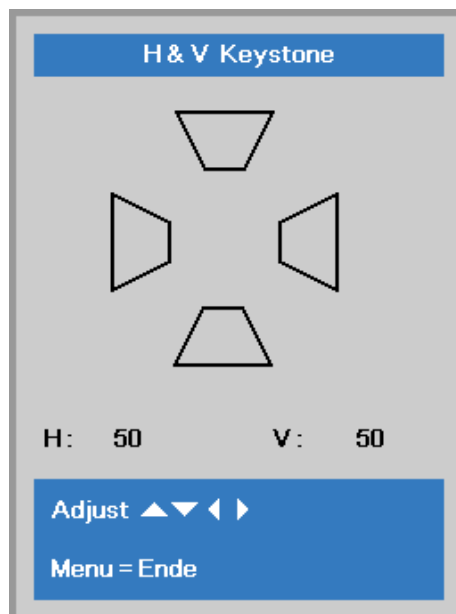 H & V Keystone
H: 50 V: 50
Adjust ▲▼◀▶
Menu = Ende